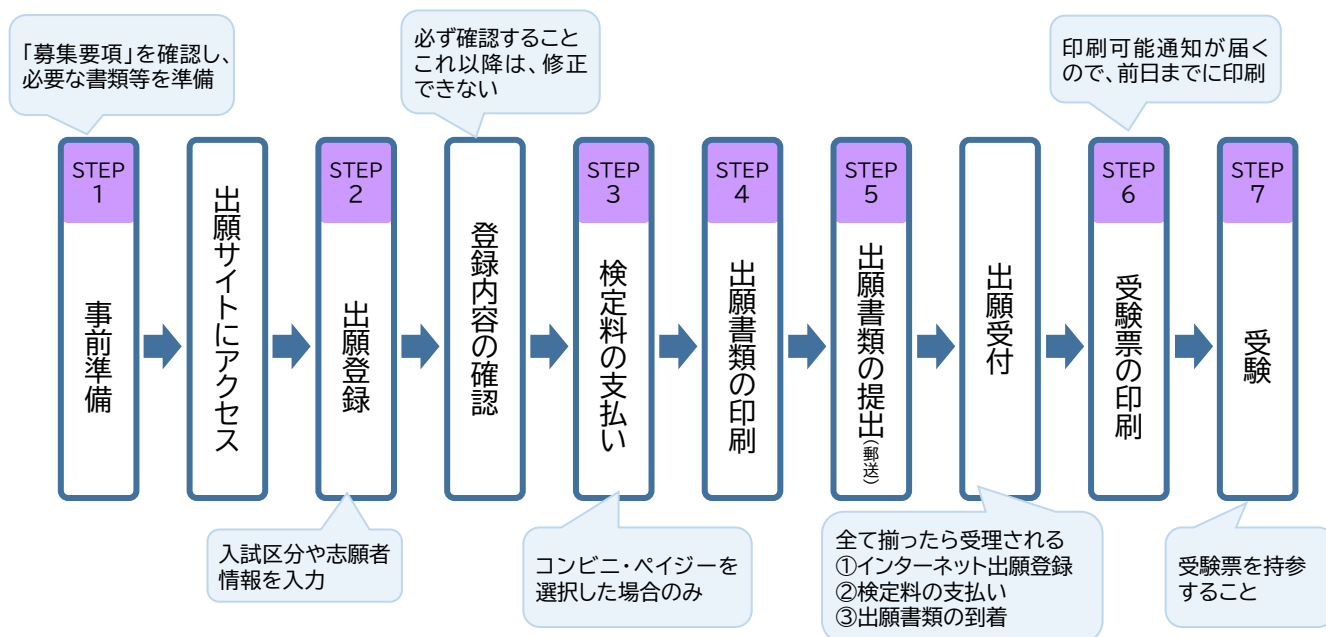 「募集要項」を確認し、
必要な書類等を準備
必ず確認すること
これ以降は、修正
できない
印刷可能通知が届く
ので、前日までに印刷
STEP
1
事前準備
出願サイトにアクセス
STEP
2
出願登録
登録内容の確認
STEP
3
検定料の支払い
STEP
4
出願書類の印刷
STEP
5
出願書類の提出(郵送)
出願受付
STEP
6
受験票の印刷
STEP
7
受験
入試区分や志願者
情報を入力
コンビニ・ペイジーを
選択した場合のみ
全て揃ったら受理される
①インターネット出願登録
②検定料の支払い
③出願書類の到着
受験票を持参
すること